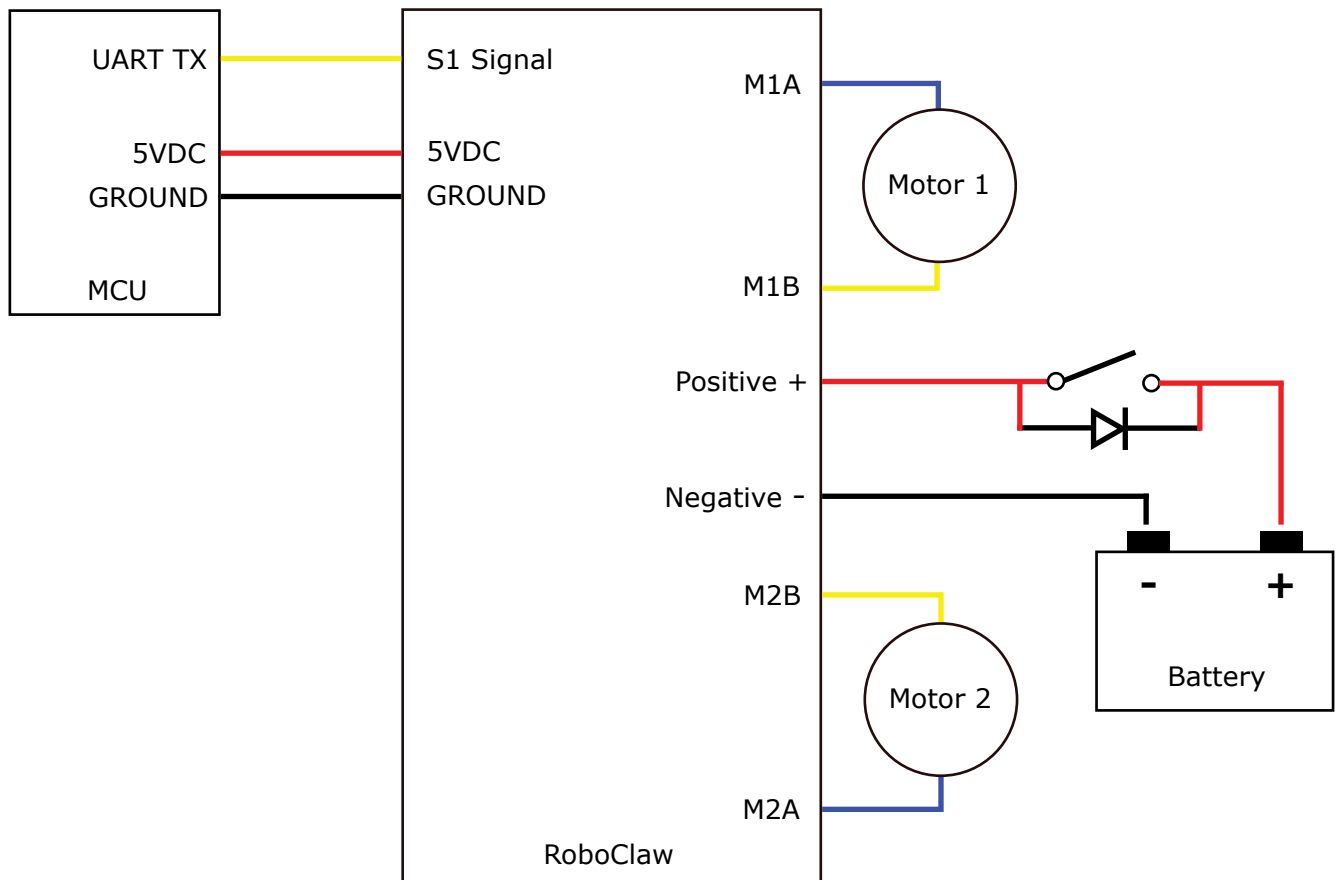 UART TX
5VDC
GROUND
MCU
S1 Signal
5VDC
GROUND
M1A
Motor 1
M1B
Positive +
Negative -
M2B
Motor 2
M2A
RoboClaw
- +
Battery